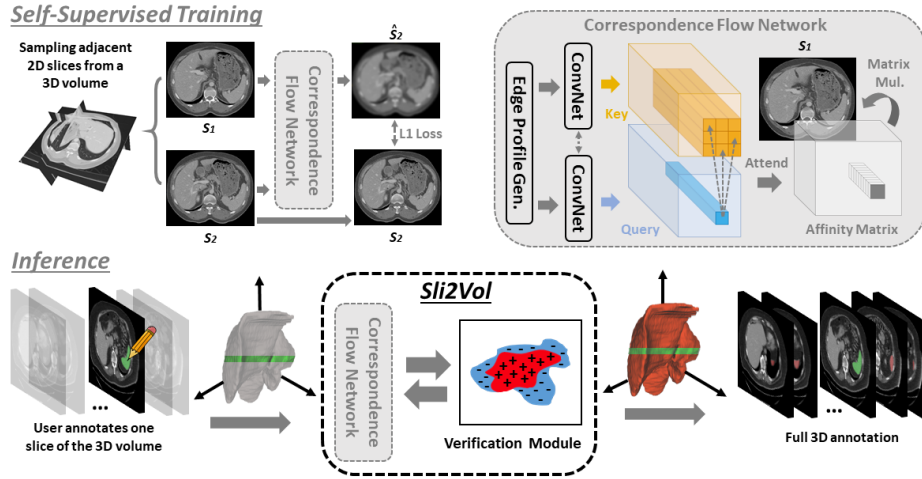 Self-Supervised Training
Sampling adjacent
2D slices from a
3D volume
S1
S2
Correspondence
Flow Network
Ŝ2
L1 Loss
S2
Correspondence Flow Network
Edge Profile Gen.
ConvNet
ConvNet
Key
Query
Attend
S1
Matrix
Mul.
Affinity Matrix
Inference
...
User annotates one
slice of the 3D volume
Sli2Vol
Correspondence
Flow Network
Verification Module
...
Full 3D annotation